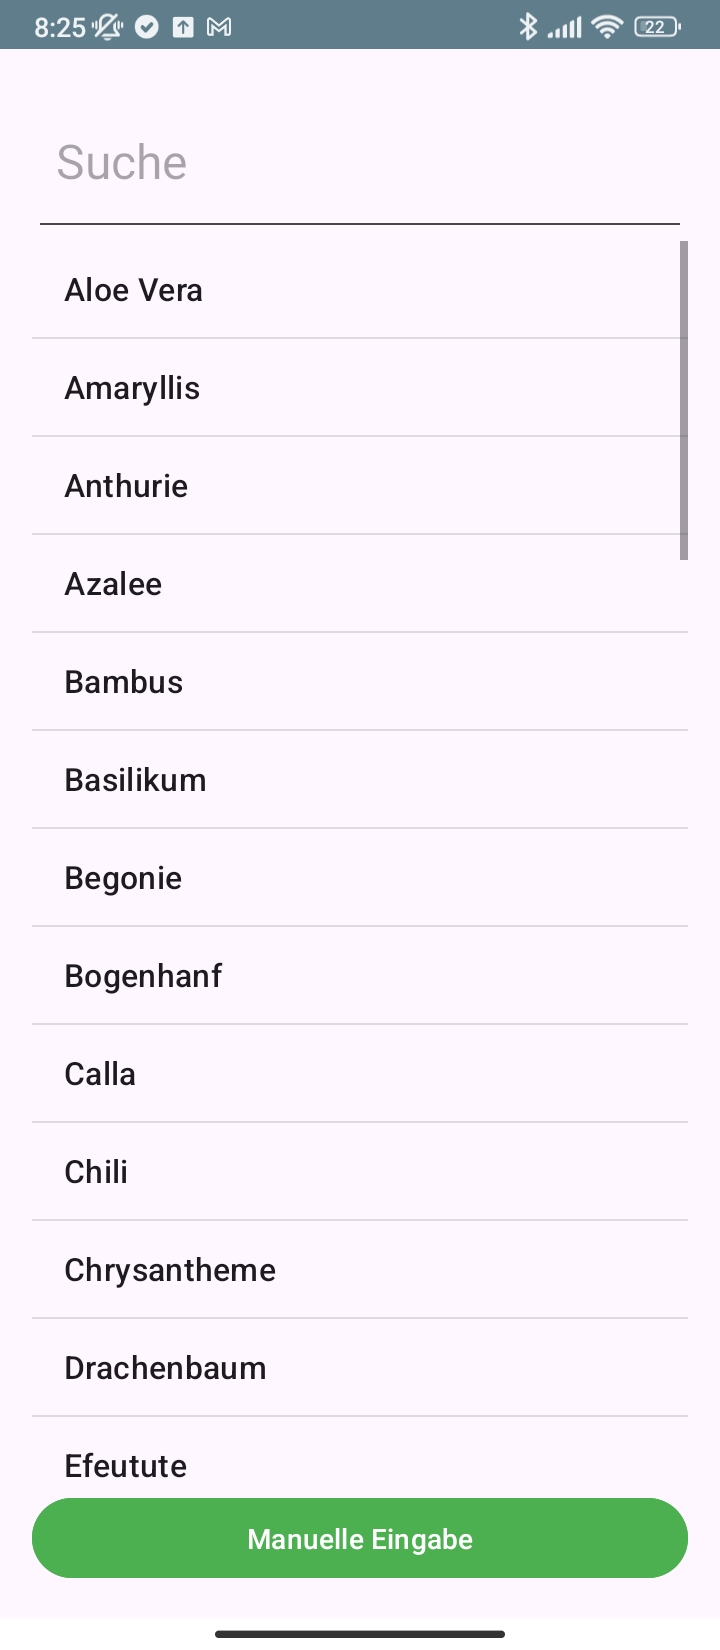 8:25
22
Suche
Aloe Vera
Amaryllis
Anthurie
Azalee
Bambus
Basilikum
Begonie
Bogenhanf
Calla
Chili
Chrysantheme
Drachenbaum
Efeutute
Manuelle Eingabe